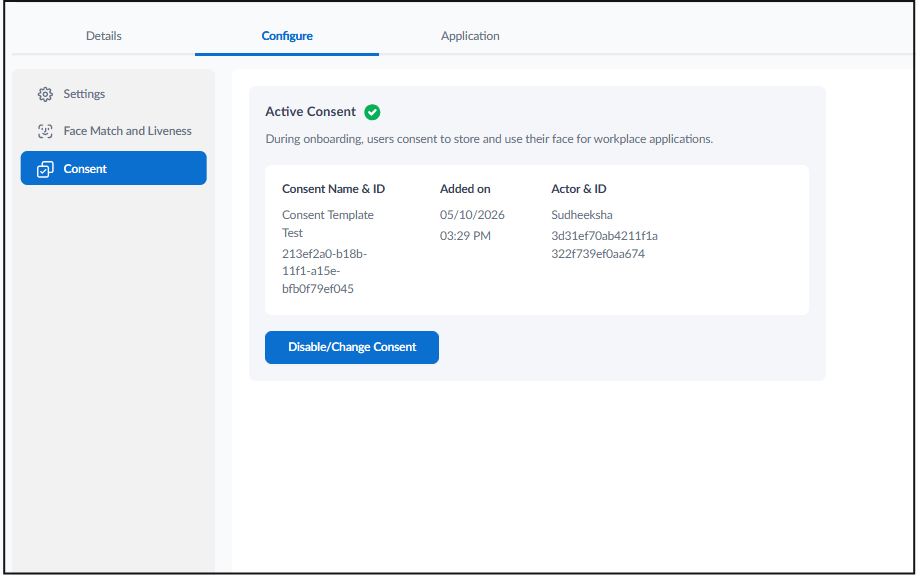 Details
Configure
Application
Settings
Face Match and Liveness
Consent
Active Consent
During onboarding, users consent to store and use their face for workplace applications.
Consent Name & ID
Added on
Actor & ID
Consent Template
Test
213ef2a0-b18b-
11f1-a15e-
bfb0f79ef045
05/10/2026
03:29 PM
Sudheeksha
3d31ef70ab4211f1a
322f739ef0aa674
Disable/Change Consent